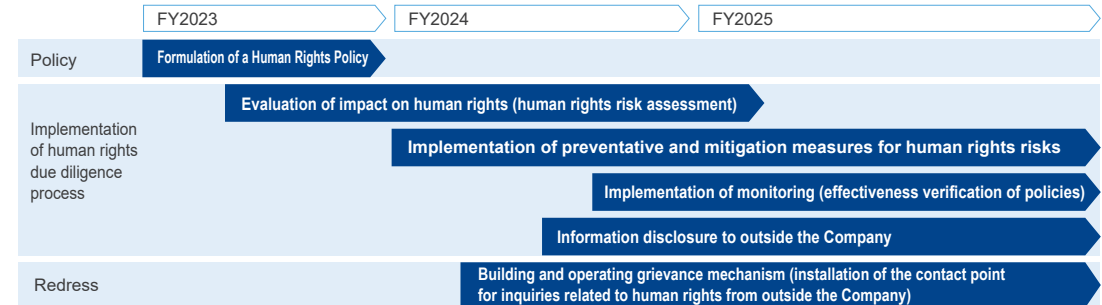 FY2023
FY2024
FY2025
Policy
Formulation of a Human Rights Policy
Implementation
of human rights
due diligence
process
Evaluation of impact on human rights (human rights risk assessment)
Implementation of preventative and mitigation measures for human rights risks
Implementation of monitoring (effectiveness verification of policies)
Information disclosure to outside the Company
Redress
Building and operating grievance mechanism (installation of the contact point
for inquiries related to human rights from outside the Company)